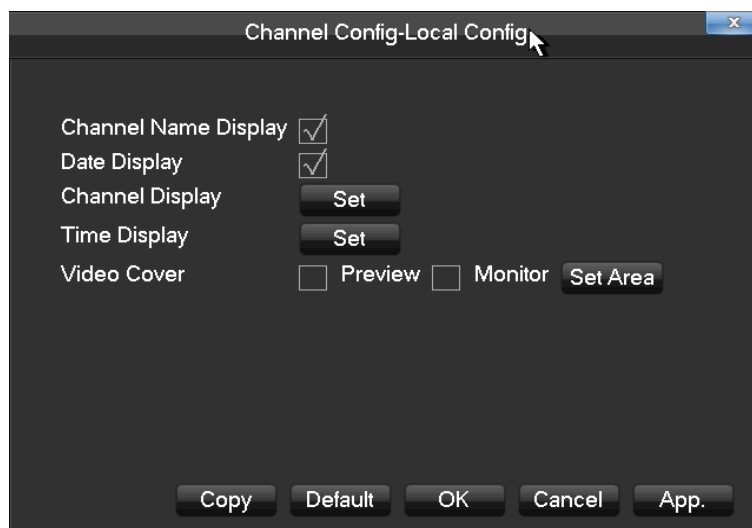 Channel Config-Local Config
x
Channel Name Display
Date Display
Channel Display Set
Time Display Set
Video Cover Preview Monitor Set Area
Copy Default OK Cancel App.